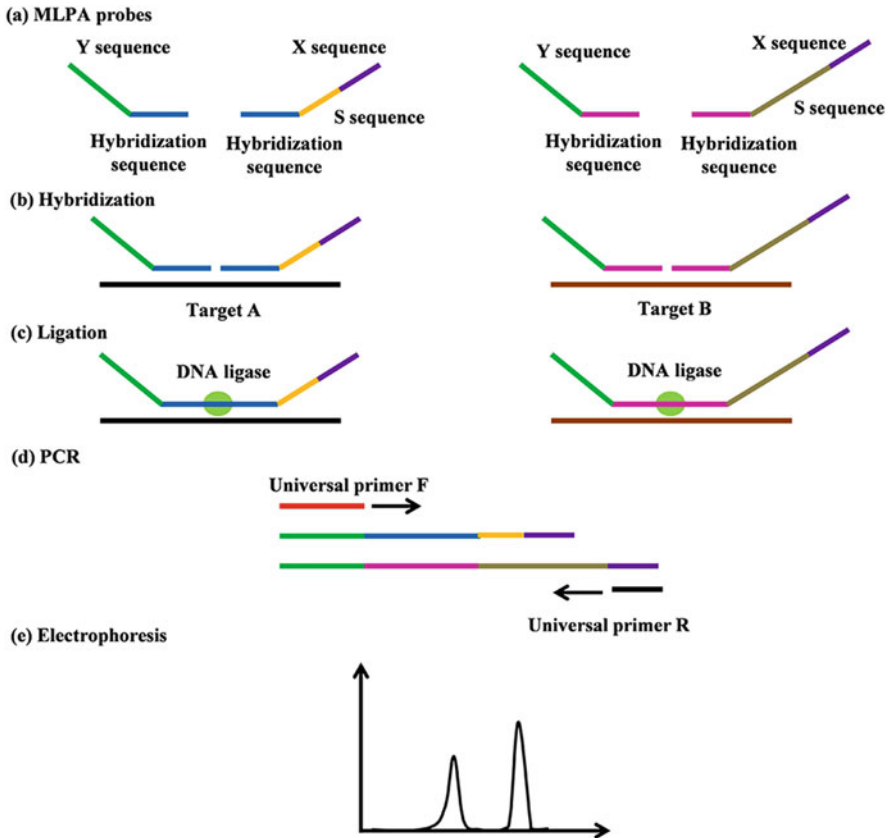 (a) MLPA probes
Y sequence
X sequence
S sequence
Hybridization sequence
Hybridization sequence
Y sequence
X sequence
S sequence
Hybridization sequence
Hybridization sequence
(b) Hybridization
Target A
Target B
(c) Ligation
DNA ligase
DNA ligase
(d) PCR
Universal primer F
Universal primer R
(e) Electrophoresis